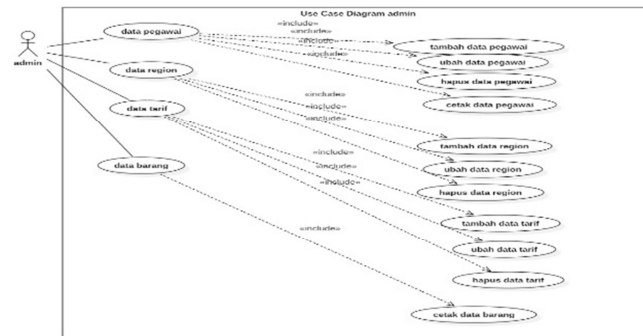 Use Case Diagram admin
admin
data pegawai
data region
data tarif
data barang
«include»
«include»
«include»
«include»
tambah data pegawai
ubah data pegawai
hapus data pegawai
cetak data pegawai
«include»
«include»
«include»
tambah data region
ubah data region
hapus data region
«include»
«include»
«include»
tambah data tarif
ubah data tarif
hapus data tarif
«include»
cetak data barang